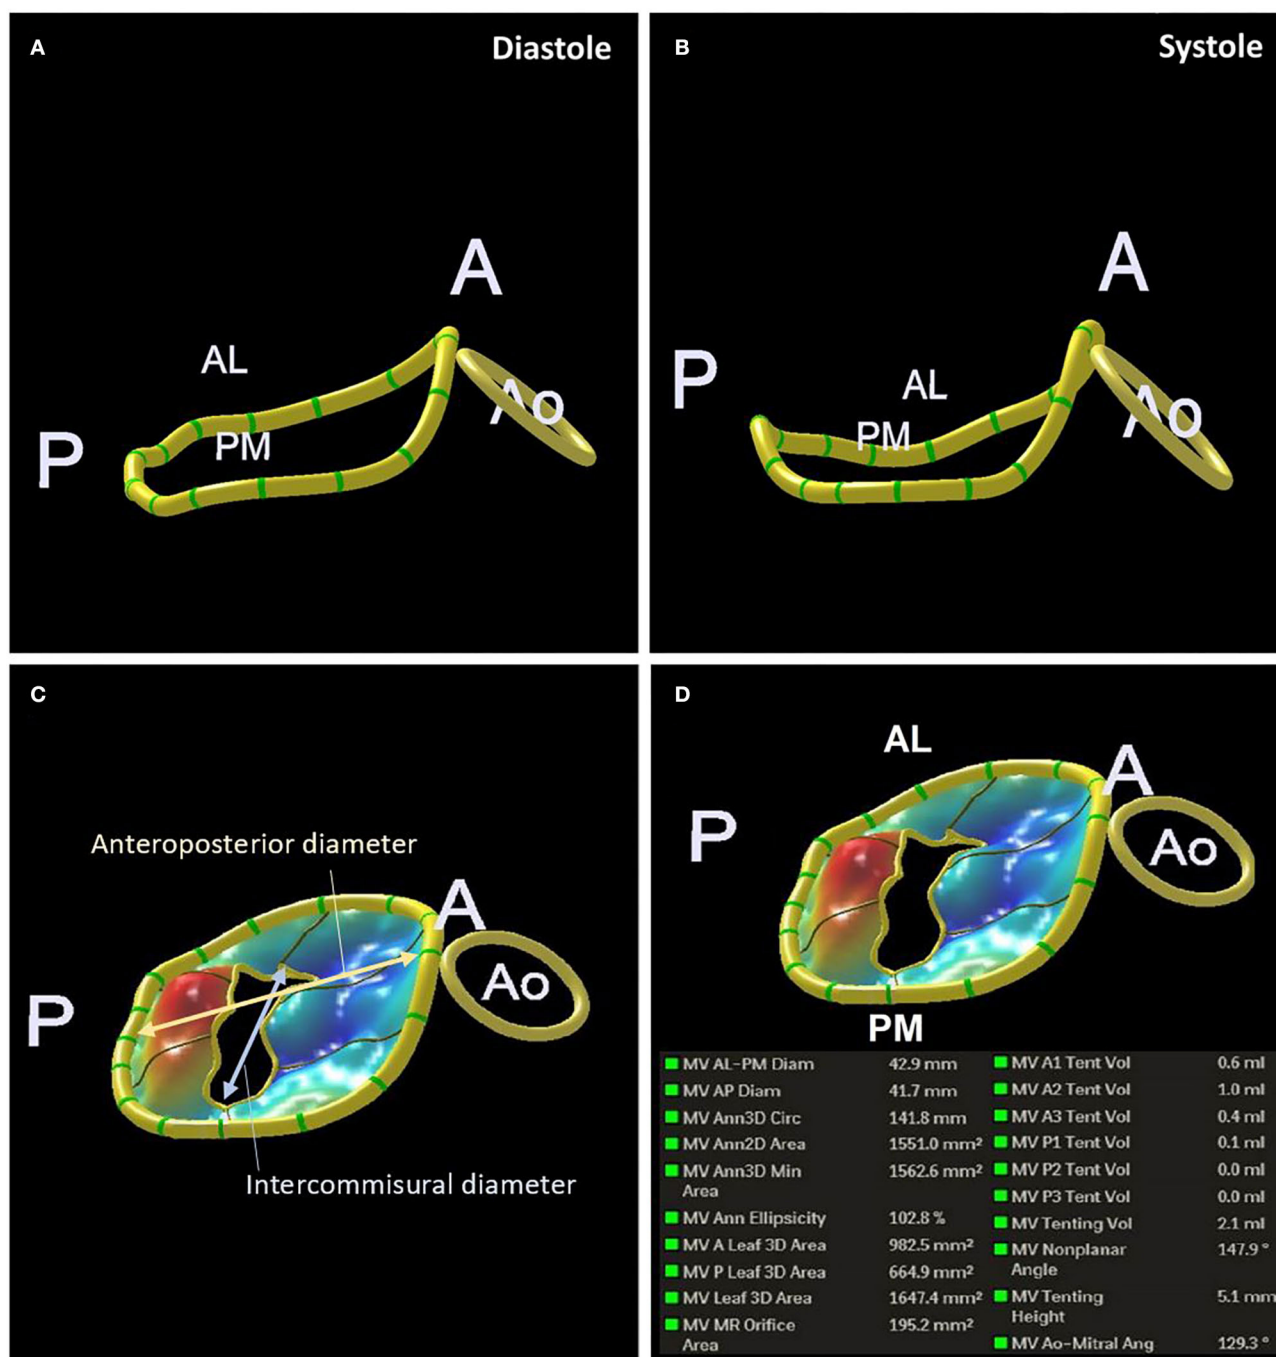 A
Diastole
A
AL
PM
P
Ao
B
Systole
A
P
AL
PM
Ao
C
Anteroposterior diameter
A
P
Ao
Intercommisural diameter
D
AL
A
P
Ao
PM
MV AL-PM Diam 42.9 mm
MV AP Diam 41.7 mm
MV Ann3D Circ 141.8 mm
MV Ann2D Area 1551.0 mm²
MV Ann3D Min 1562.6 mm²
Area
MV Ann Ellipsicity 102.8 %
MV A Leaf 3D Area 982.5 mm²
MV P Leaf 3D Area 664.9 mm²
MV Leaf 3D Area 1647.4 mm²
MV MR Orifice 195.2 mm²
Area
MV A1 Tent Vol 0.6 ml
MV A2 Tent Vol 1.0 ml
MV A3 Tent Vol 0.4 ml
MV P1 Tent Vol 0.1 ml
MV P2 Tent Vol 0.0 ml
MV P3 Tent Vol 0.0 ml
MV Tenting Vol 2.1 ml
MV Nonplanar 147.9 °
Angle
MV Tenting 5.1 mm
Height
MV Ao-Mitral Ang 129.3 °